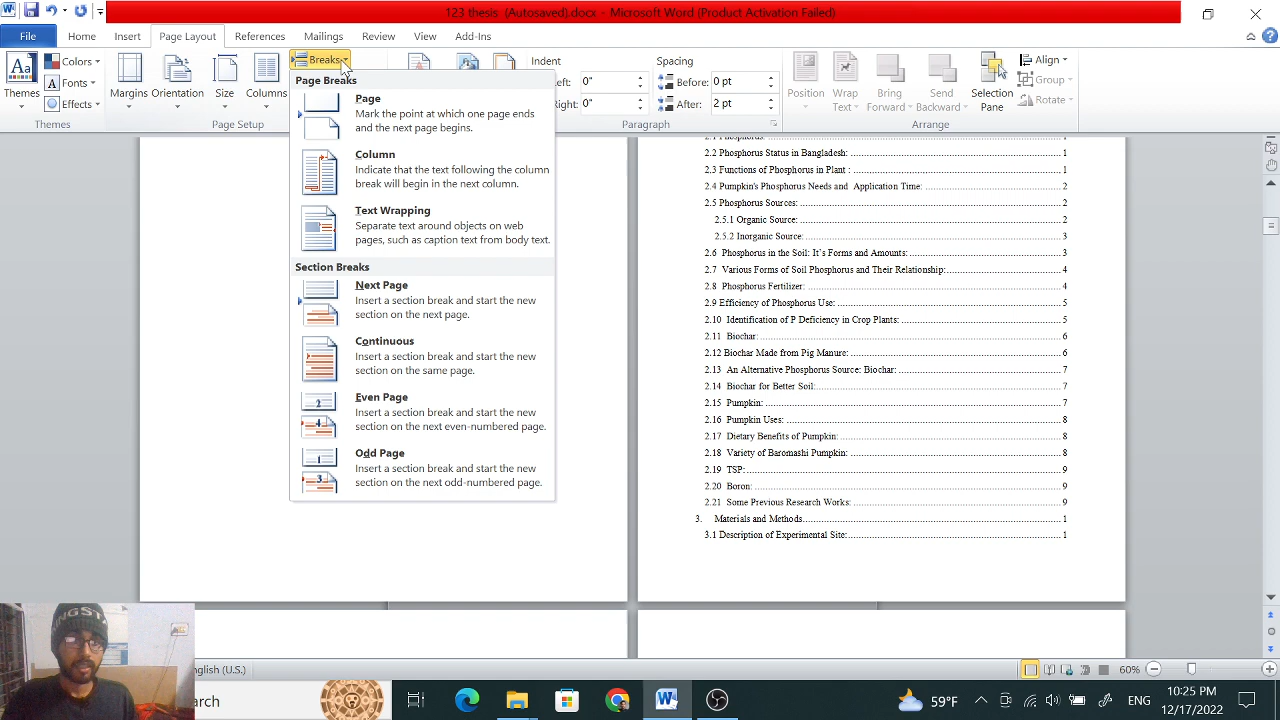 123 thesis (Autosaved).docx - Microsoft Word (Product Activation Failed)
File Home Insert Page Layout References Mailings Review View Add-Ins
Aa Colors Breaks Indent Spacing Align
Fonts Left: 0" Before: 0 pt Group
Themes Margins Orientation Size Columns Position Wrap Text Bring Forward Send Backward Selection Pane
Effects Right: 0" After: 2 pt Rotate
Themes Page Setup Paragraph Arrange
Page Breaks
Page
Mark the point at which one page ends
and the next page begins.
Column
Indicate that the text following the column
break will begin in the next column.
Text Wrapping
Separate text around objects on web
pages, such as caption text from body text.
Section Breaks
Next Page
Insert a section break and start the new
section on the next page.
Continuous
Insert a section break and start the new
section on the same page.
Even Page
Insert a section break and start the new
section on the next even-numbered page.
Odd Page
Insert a section break and start the new
section on the next odd-numbered page.
2.1 Phosphorus: 1
2.2 Phosphorus Status in Bangladesh: 1
2.3 Functions of Phosphorus in Plant : 1
2.4 Pumpkin's Phosphorus Needs and Application Time: 2
2.5 Phosphorus Sources: 2
2.5.1 Organic Source: 2
2.5.2 Inorganic Source: 3
2.6 Phosphorus in the Soil: It's Forms and Amounts: 3
2.7 Various Forms of Soil Phosphorus and Their Relationship: 4
2.8 Phosphorus Fertilizer: 4
2.9 Efficiency of Phosphorus Use: 5
2.10 Identification of P Deficiency in Crop Plants: 5
2.11 Biochar: 6
2.12 Biochar Made from Pig Manure: 6
2.13 An Alternative Phosphorus Source: Biochar: 7
2.14 Biochar for Better Soil: 7
2.15 Pumpkin: 7
2.16 Pumpkin Uses: 8
2.17 Dietary Benefits of Pumpkin: 8
2.18 Variety of Baromashi Pumpkin: 8
2.19 TSP: 9
2.20 Boron: 9
2.21 Some Previous Research Works: 9
3. Materials and Methods 1
3.1 Description of Experimental Site: 1
English (U.S.) 60%
59°F ENG 10:25 PM
12/17/2022